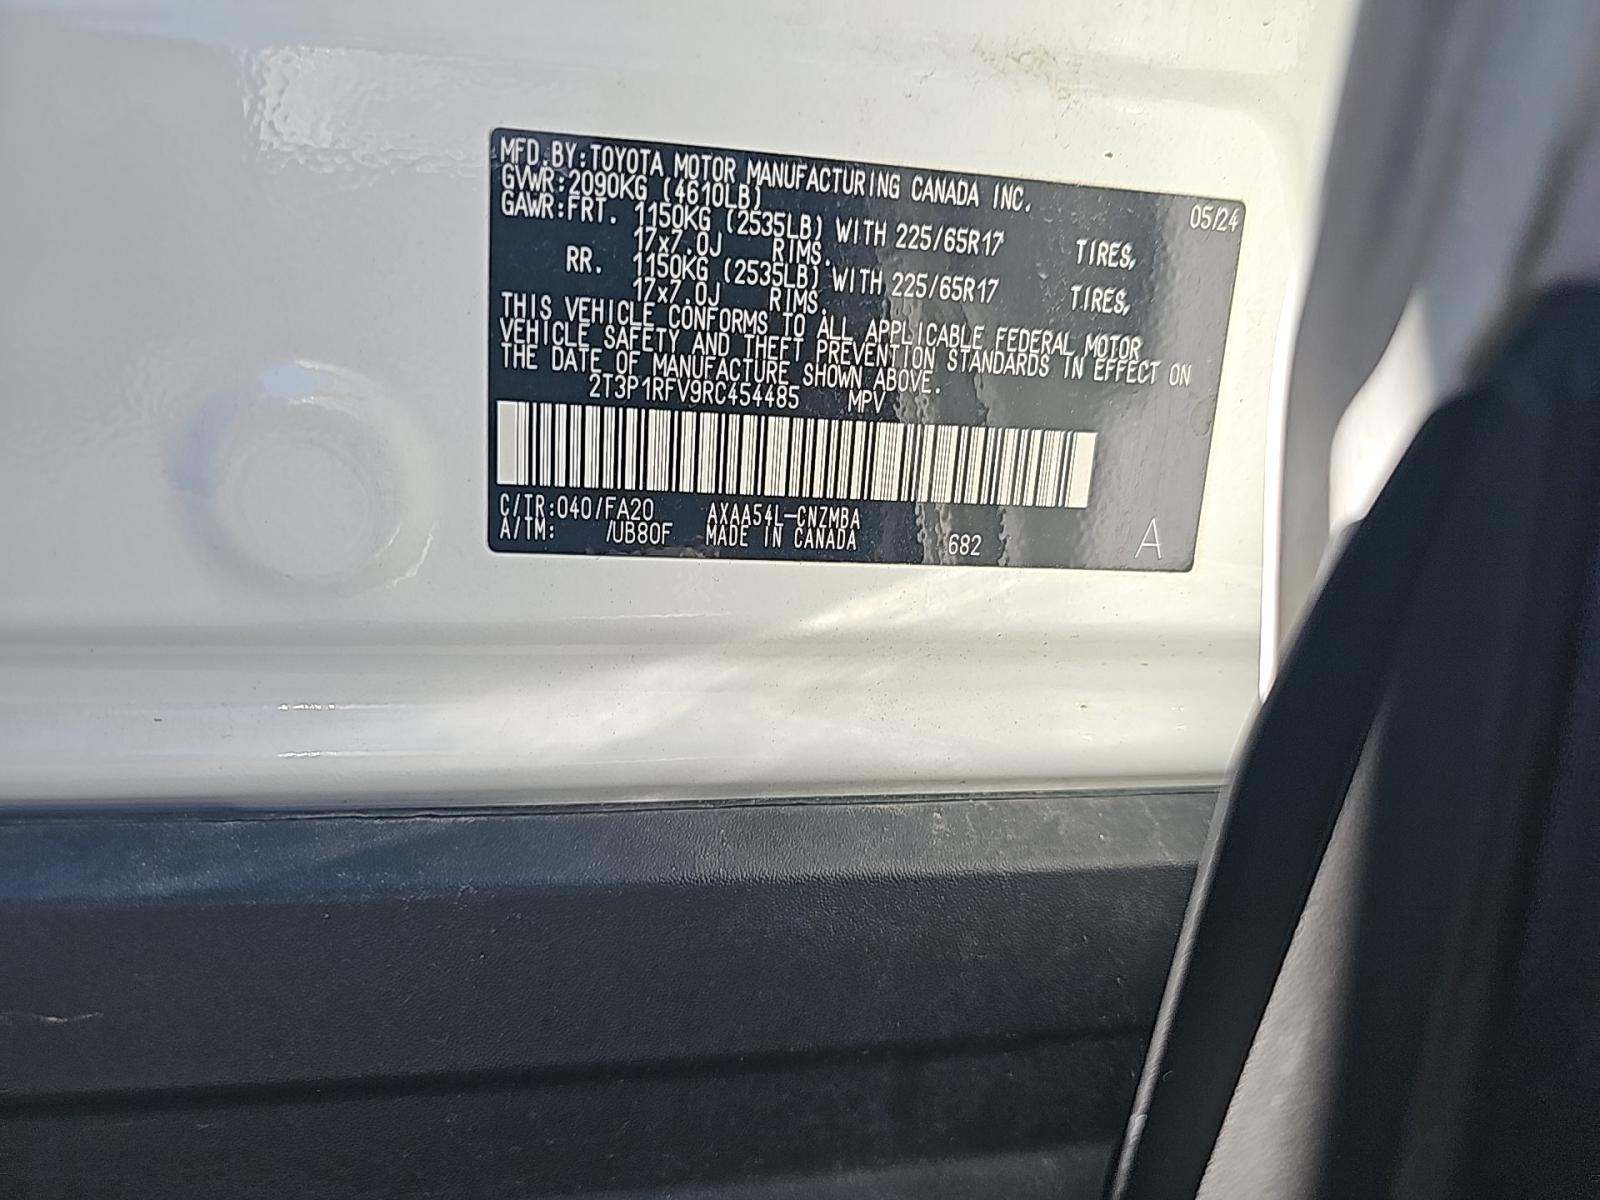 MFD.BY:TOYOTA MOTOR MANUFACTURING CANADA INC.
GVWR:2090KG (4610LB) 05/24
GAWR:FRT. 1150KG (2535LB) WITH 225/65R17 TIRES,
17x7.0J RIMS.
RR. 1150KG (2535LB) WITH 225/65R17 TIRES,
17x7.0J RIMS.
THIS VEHICLE CONFORMS TO ALL APPLICABLE FEDERAL MOTOR
VEHICLE SAFETY AND THEFT PREVENTION STANDARDS IN EFFECT ON
THE DATE OF MANUFACTURE SHOWN ABOVE.
2T3P1RFV9RC454485 MPV
C/TR:040/FA20 AXAA54L-CNZMBA
A/TM: /UB80F MADE IN CANADA 682 A